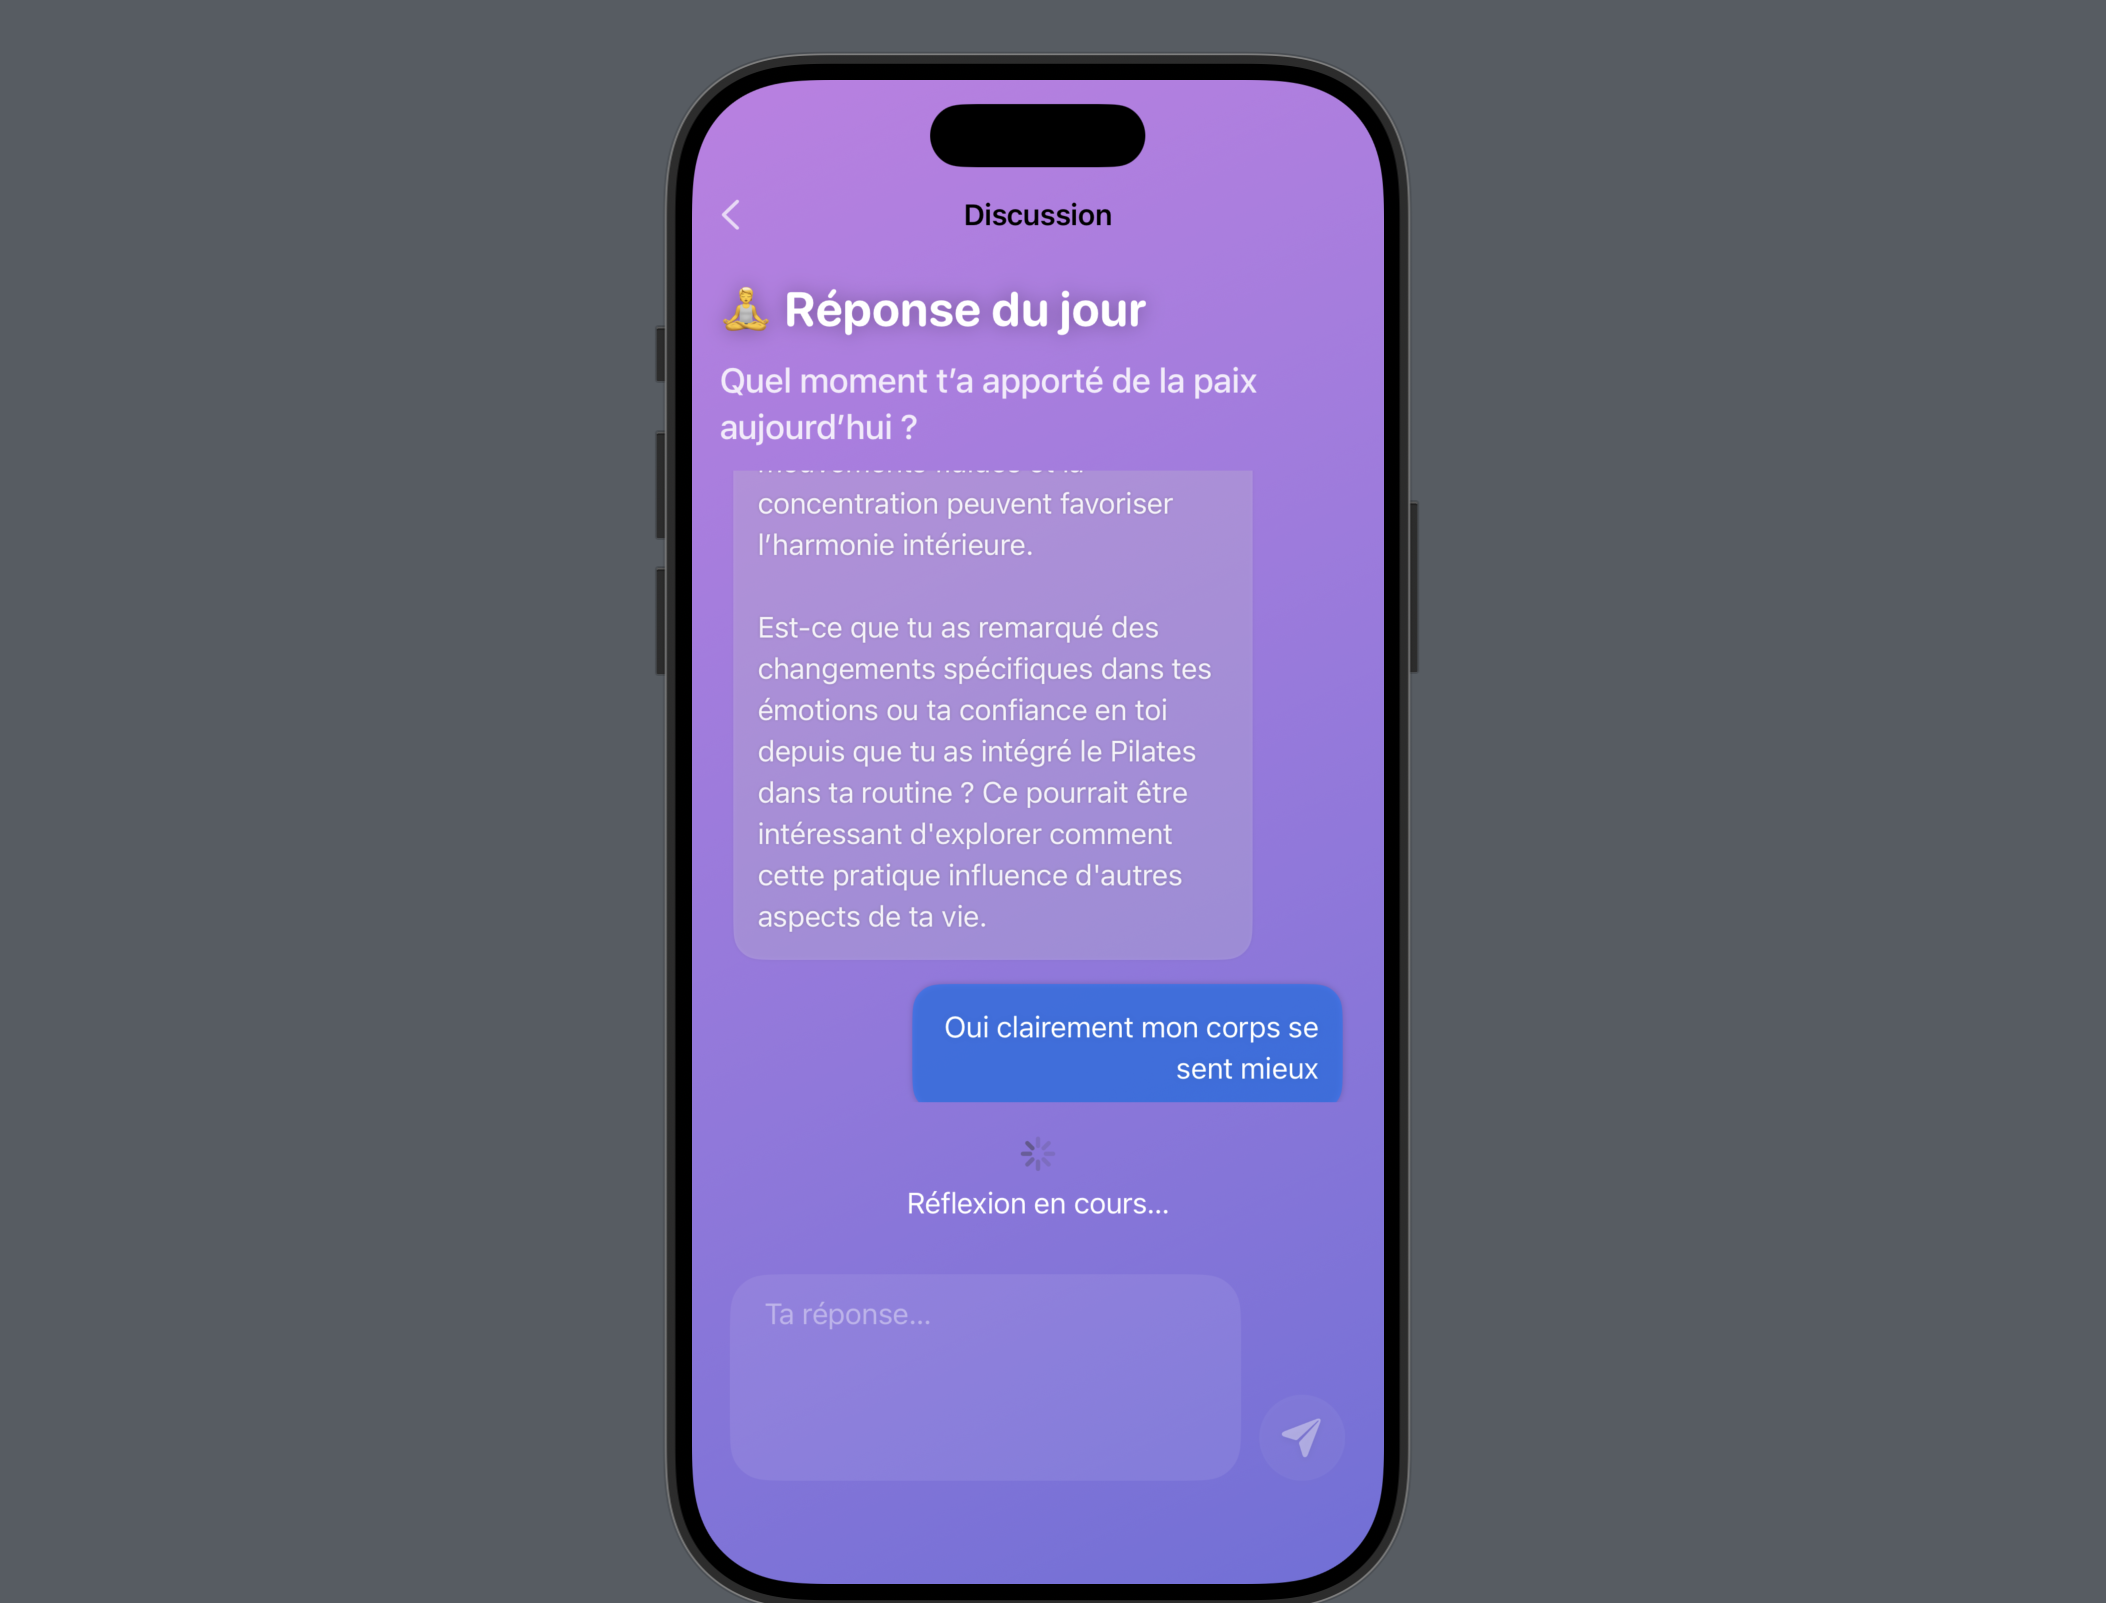 Discussion
🧘 Réponse du jour
Quel moment t’a apporté de la paix
aujourd’hui ?
concentration peuvent favoriser
l’harmonie intérieure.
Est-ce que tu as remarqué des
changements spécifiques dans tes
émotions ou ta confiance en toi
depuis que tu as intégré le Pilates
dans ta routine ? Ce pourrait être
intéressant d'explorer comment
cette pratique influence d'autres
aspects de ta vie.
Oui clairement mon corps se
sent mieux
Réflexion en cours...
Ta réponse...